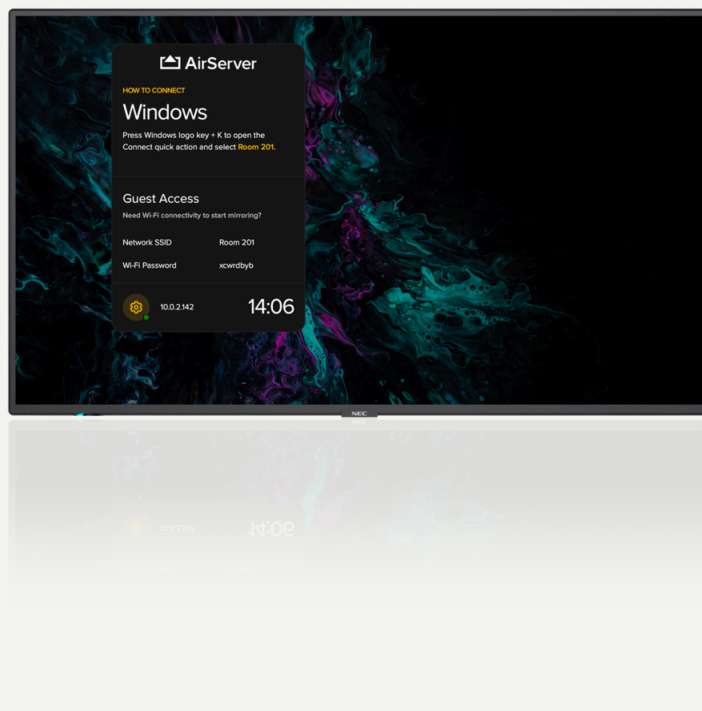 AirServer
HOW TO CONNECT
Windows
Press Windows logo key + K to open the
Connect quick action and select Room 201.
Guest Access
Need Wi-Fi connectivity to start mirroring?
Network SSID Room 201
Wi-Fi Password xcwrdbyb
10.0.2.142 14:06
NEC